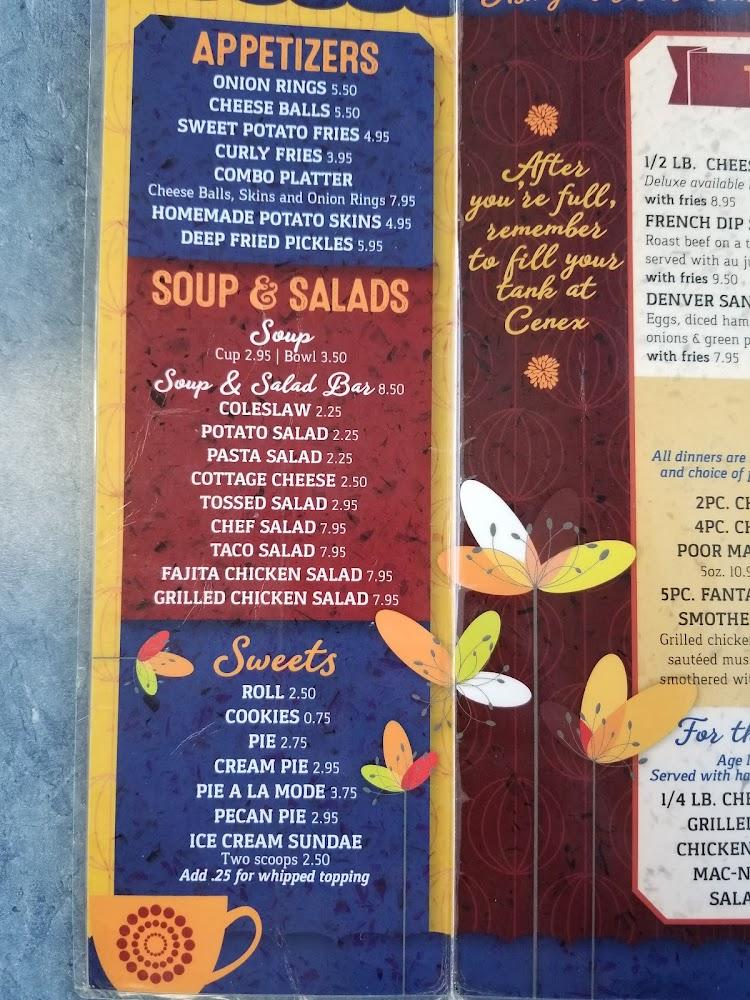 APPETIZERS
ONION RINGS 5.50
CHEESE BALLS 5.50
SWEET POTATO FRIES 4.95
CURLY FRIES 3.95
COMBO PLATTER
Cheese Balls, Skins and Onion Rings 7.95
HOMEMADE POTATO SKINS 4.95
DEEP FRIED PICKLES 5.95
SOUP & SALADS
Soup
Cup 2.95 | Bowl 3.50
Soup & Salad Bar 8.50
COLESLAW 2.25
POTATO SALAD 2.25
PASTA SALAD 2.25
COTTAGE CHEESE 2.50
TOSSED SALAD 2.95
CHEF SALAD 7.95
TACO SALAD 7.95
FAJITA CHICKEN SALAD 7.95
GRILLED CHICKEN SALAD 7.95
Sweets
ROLL 2.50
COOKIES 0.75
PIE 2.75
CREAM PIE 2.95
PIE A LA MODE 3.75
PECAN PIE 2.95
ICE CREAM SUNDAE
Two scoops 2.50
Add .25 for whipped topping
After
you're full,
remember
to fill your
tank at
Cenex
1/2 LB.
Deluxe available
with fries 8.95
FRENCH DIP
Roast beef on a
served with au
with fries 9.50
DENVER
Eggs, diced ham
onions & green
with fries 7.95
All dinners are
and choice of
2PC.
4PC.
POOR
5oz.
5PC.
Grilled
sautéed
smothered
For
Age
Served with
1/4 LB.